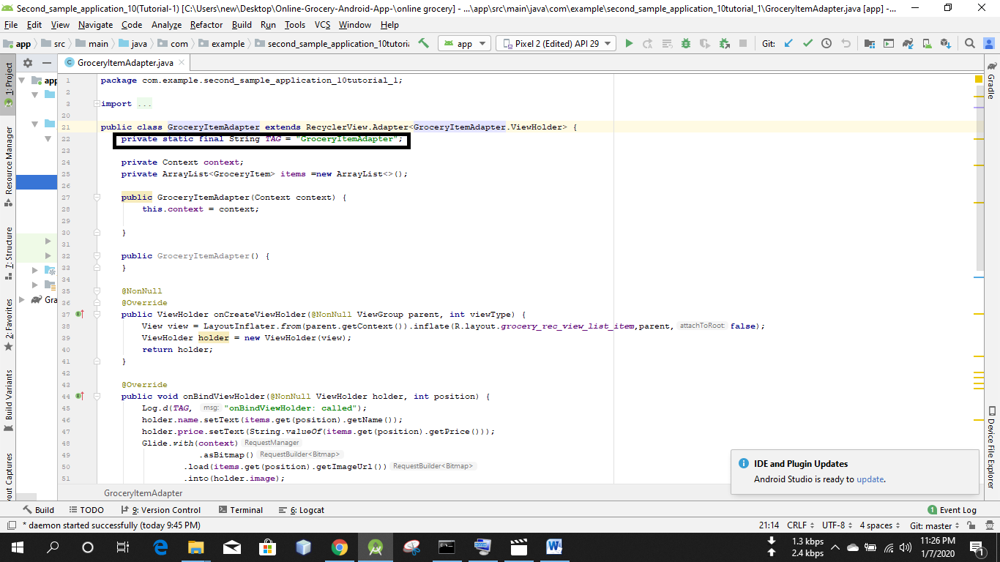 Second_sample_application_10(Tutorial-1) [C:\Users\new\Desktop\Online-Grocery-Android-App-\online grocery] - ...\app\src\main\java\com\example\second_sample_application_10tutorial_1\GroceryItemAdapter.java [app] -...
File Edit View Navigate Code Analyze Refactor Build Run Tools VCS Window Help
app src main java com example second_sample_application_10tutoria app Pixel 2 (Edited) API 29 Git:
1: Project
Resource Manager
7: Structure
2: Favorites
Build Variants
yout Captures
app
Gra
GroceryItemAdapter.java
1 package com.example.second_sample_application_10tutorial_1;
2
3 import ...
20
21 public class GroceryItemAdapter extends RecyclerView.Adapter<GroceryItemAdapter.ViewHolder> {
22 private static final String TAG = "GroceryItemAdapter";
23
24 private Context context;
25 private ArrayList<GroceryItem> items =new ArrayList<>();
26
27 public GroceryItemAdapter(Context context) {
28 this.context = context;
29
30 }
31
32 public GroceryItemAdapter() {
33 }
34
35 @NonNull
36 @Override
37 public ViewHolder onCreateViewHolder(@NonNull ViewGroup parent, int viewType) {
38 View view = LayoutInflater.from(parent.getContext()).inflate(R.layout.grocery_rec_view_list_item,parent, attachToRoot: false);
39 ViewHolder holder = new ViewHolder(view);
40 return holder;
41 }
42
43 @Override
44 public void onBindViewHolder(@NonNull ViewHolder holder, int position) {
45 Log.d(TAG, msg: "onBindViewHolder: called");
46 holder.name.setText(items.get(position).getName());
47 holder.price.setText(String.valueOf(items.get(position).getPrice()));
48 Glide.with(context) RequestManager
49 .asBitmap() RequestBuilder<Bitmap>
50 .load(items.get(position).getImageUrl()) RequestBuilder<Bitmap>
51 .into(holder.image);
GroceryItemAdapter
Gradle
Device File Explorer
IDE and Plugin Updates
Android Studio is ready to update.
Build TODO 9: Version Control Terminal 6: Logcat 1 Event Log
* daemon started successfully (today 9:45 PM) 21:14 CRLF UTF-8 4 spaces Git: master
1.3 kbps
2.4 kbps
11:26 PM
1/7/2020
1